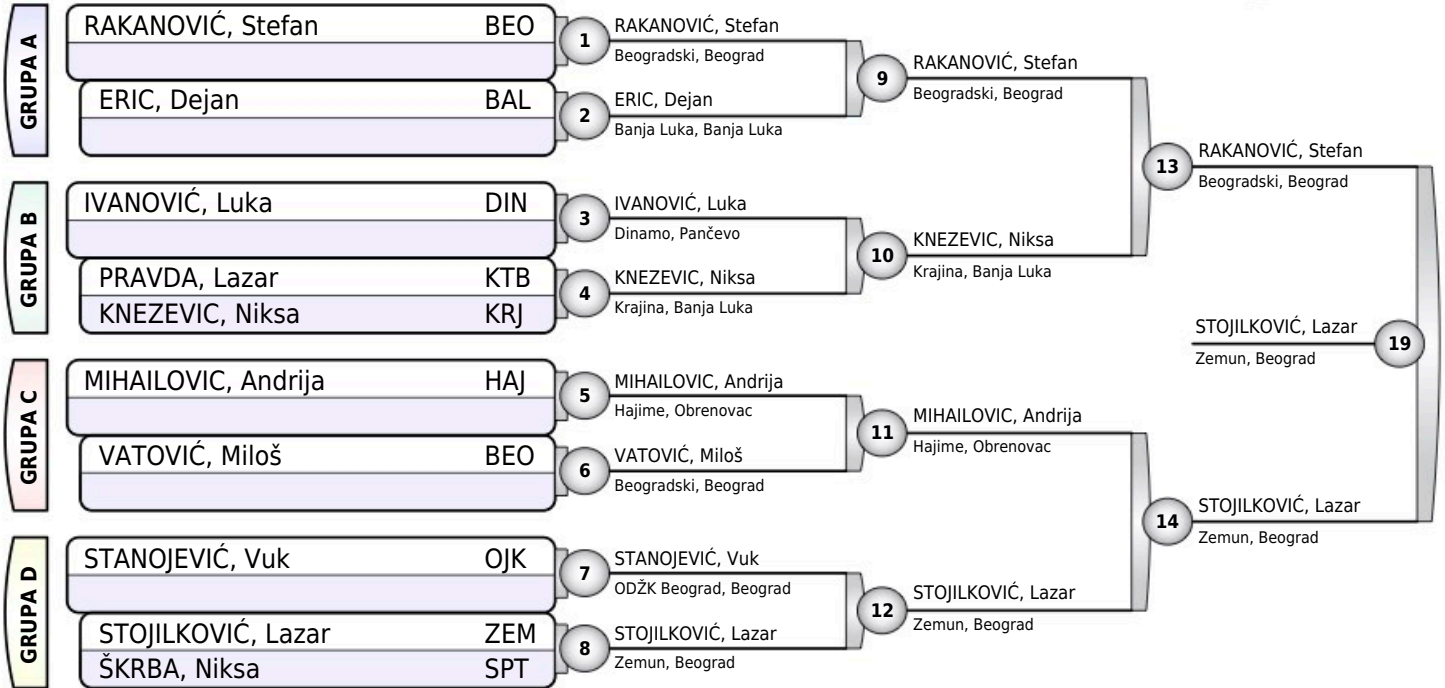 GRUPA A
RAKANOVIĆ, Stefan BEO
ERIC, Dejan BAL
GRUPA B
IVANOVIĆ, Luka DIN
PRAVDA, Lazar KTB
KNEZEVIC, Niksa KRJ
GRUPA C
MIHAILOVIC, Andrija HAJ
VATOVIĆ, Miloš BEO
GRUPA D
STANOJEVIĆ, Vuk OJK
STOJILKOVIĆ, Lazar ZEM
ŠKRBA, Niksa SPT
1
RAKANOVIĆ, Stefan
Beogradski, Beograd
2
ERIC, Dejan
Banja Luka, Banja Luka
3
IVANOVIĆ, Luka
Dinamo, Pančevo
4
KNEZEVIC, Niksa
Krajina, Banja Luka
5
MIHAILOVIC, Andrija
Hajime, Obrenovac
6
VATOVIĆ, Miloš
Beogradski, Beograd
7
STANOJEVIĆ, Vuk
ODŽK Beograd, Beograd
8
STOJILKOVIĆ, Lazar
Zemun, Beograd
9
RAKANOVIĆ, Stefan
Beogradski, Beograd
10
KNEZEVIC, Niksa
Krajina, Banja Luka
11
MIHAILOVIC, Andrija
Hajime, Obrenovac
12
STOJILKOVIĆ, Lazar
Zemun, Beograd
13
RAKANOVIĆ, Stefan
Beogradski, Beograd
14
STOJILKOVIĆ, Lazar
Zemun, Beograd
STOJILKOVIĆ, Lazar
Zemun, Beograd
19